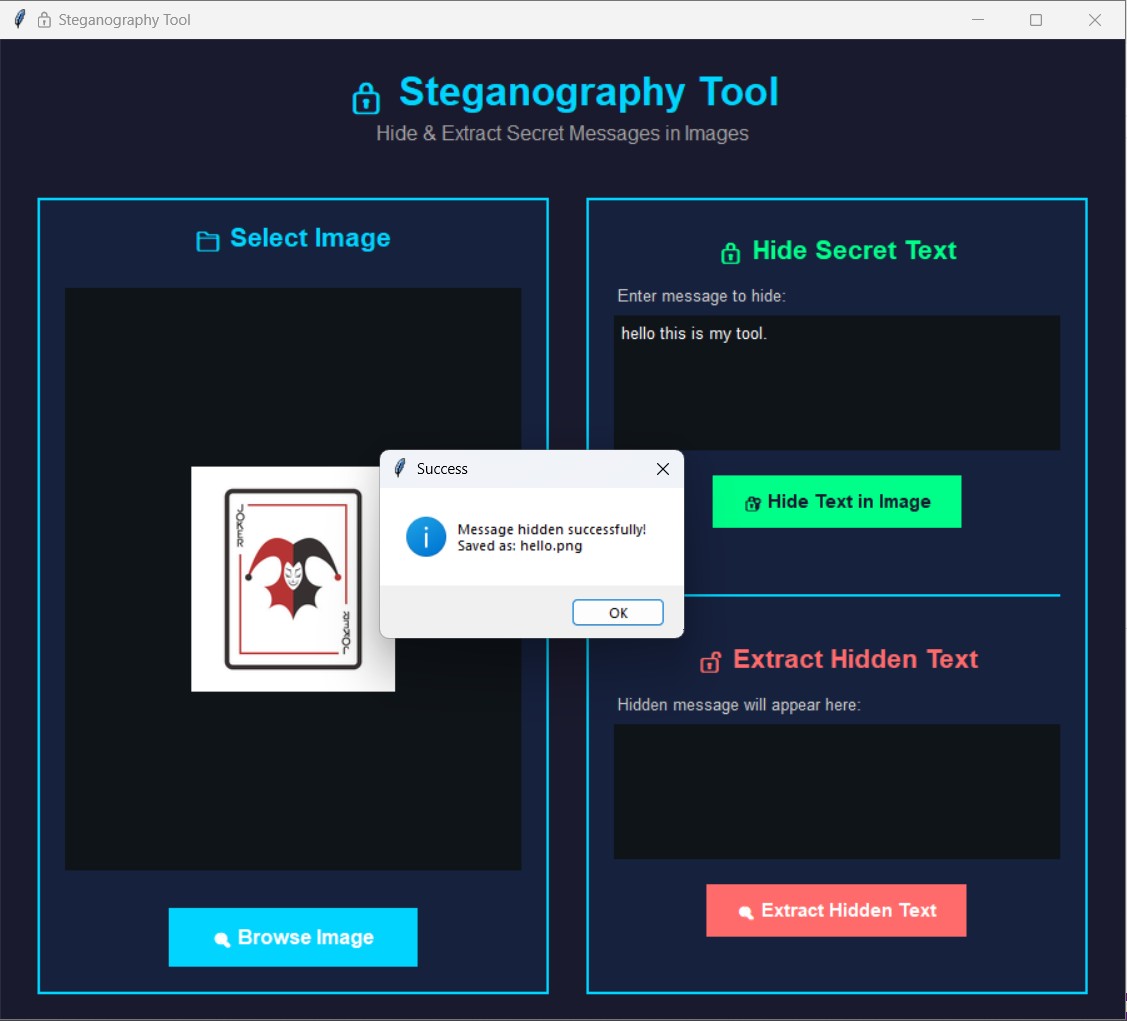 Steganography Tool
Steganography Tool
Hide & Extract Secret Messages in Images
Select Image
JOKER
JOKER
Browse Image
Hide Secret Text
Enter message to hide:
hello this is my tool.
Hide Text in Image
Success
Message hidden successfully!
Saved as: hello.png
OK
Extract Hidden Text
Hidden message will appear here:
Extract Hidden Text